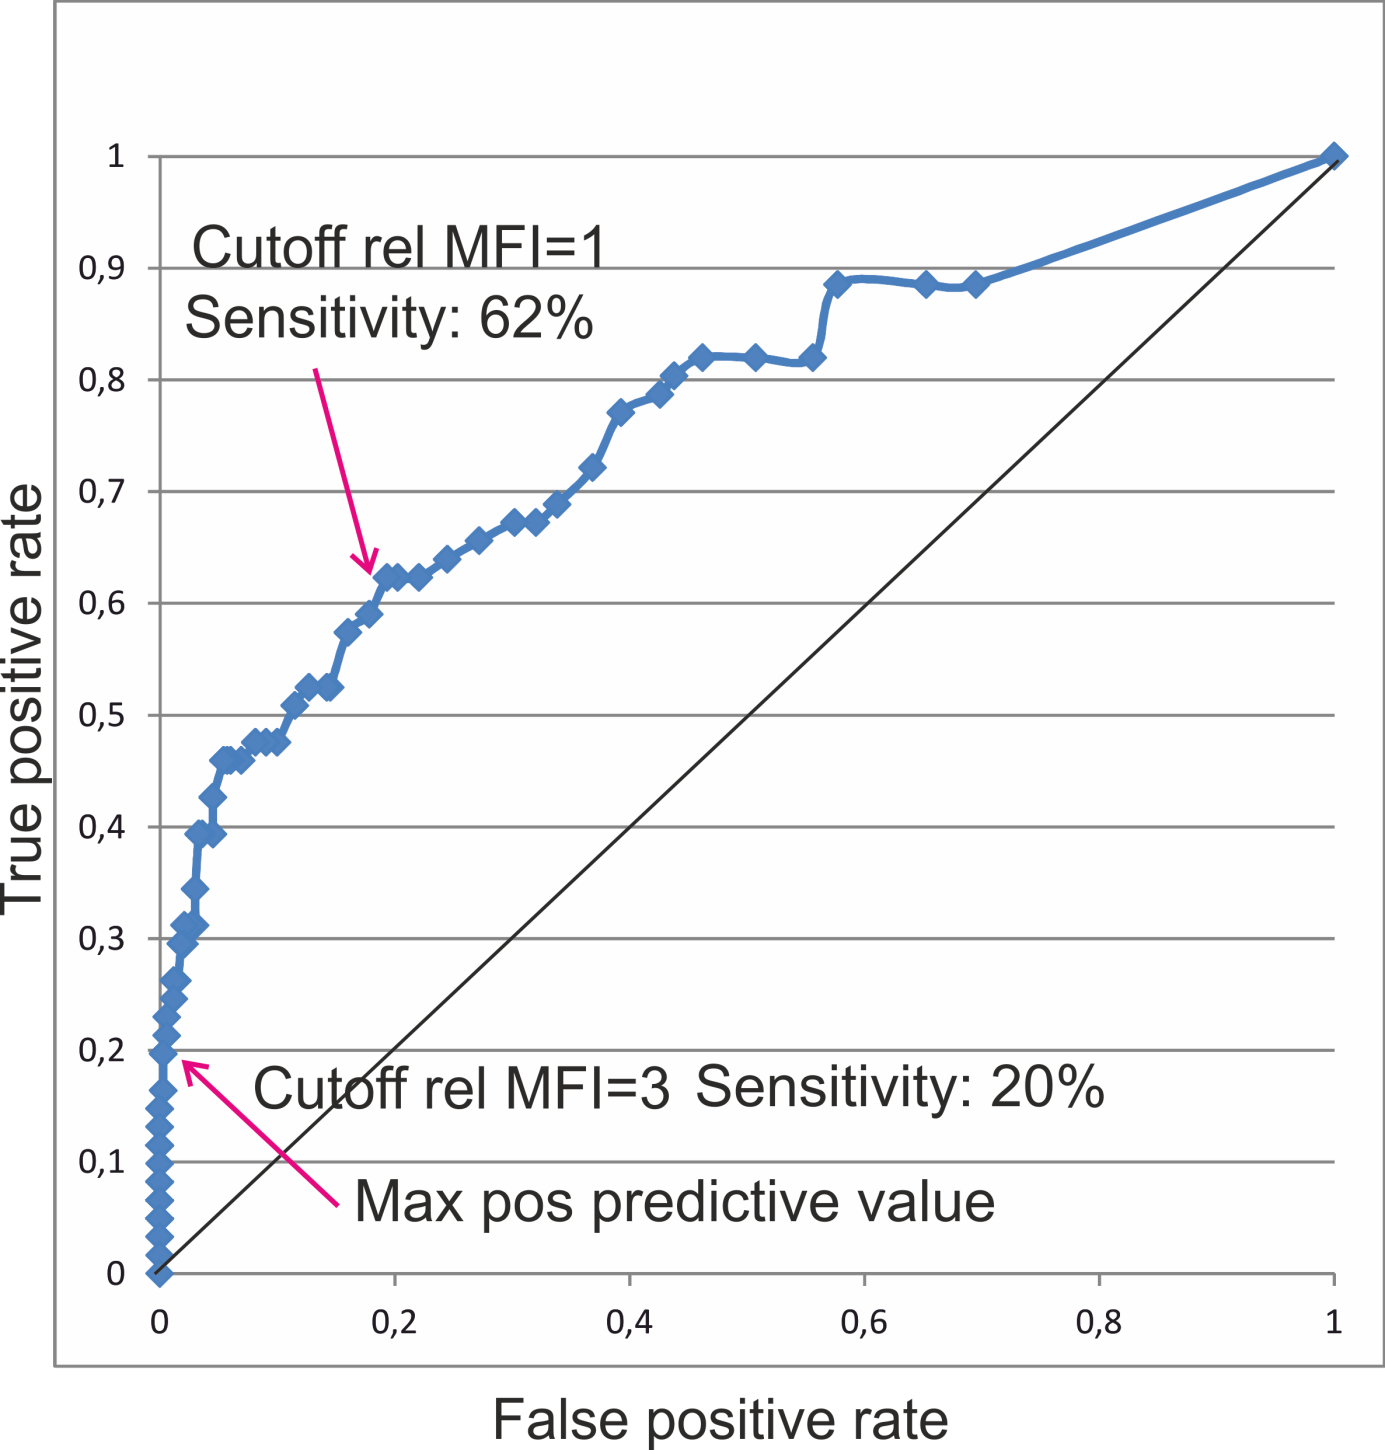 1
Cutoff rel MFI=1
0,9
Sensitivity: 62%
0,8
0,7
True positive rate
0,6
0,5
0,4
0,3
0,2
Cutoff rel MFI=3 Sensitivity: 20%
0,1
Max pos predictive value
0
0 0,2 0,4 0,6 0,8 1
False positive rate